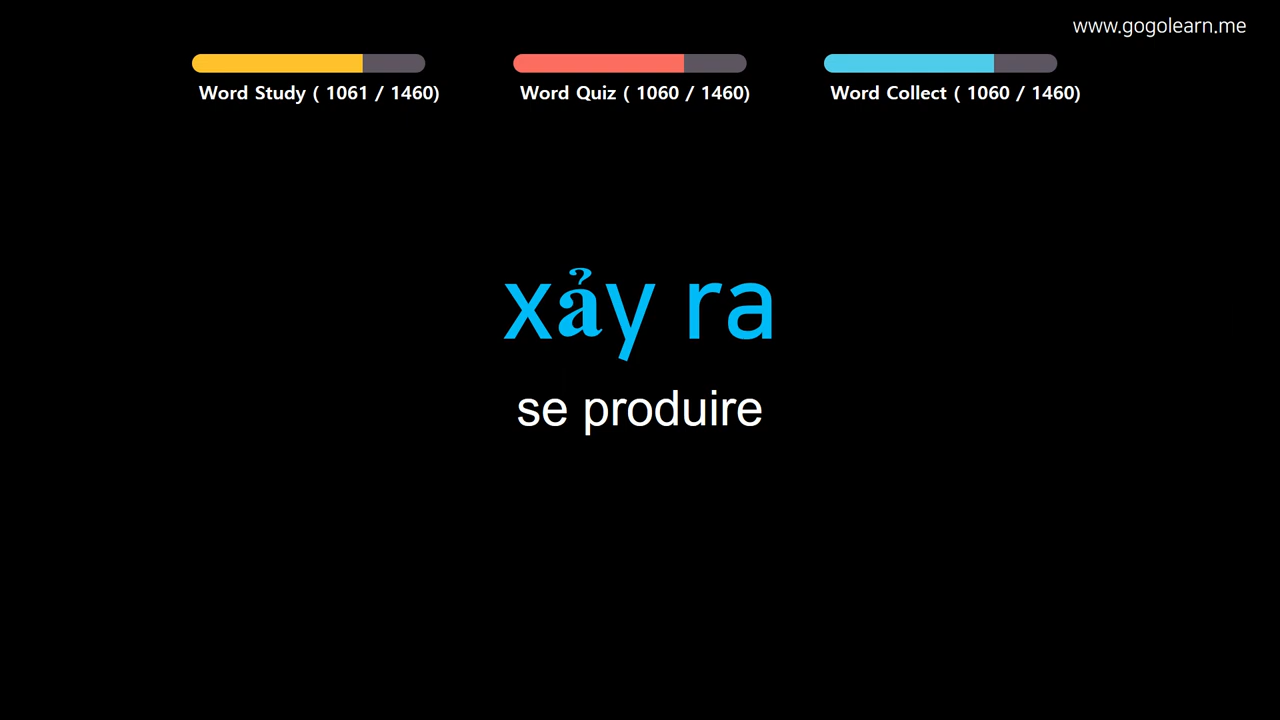 www.gogolearn.me
Word Study ( 1061 / 1460)
Word Quiz ( 1060 / 1460)
Word Collect ( 1060 / 1460)
xảy ra
se produire